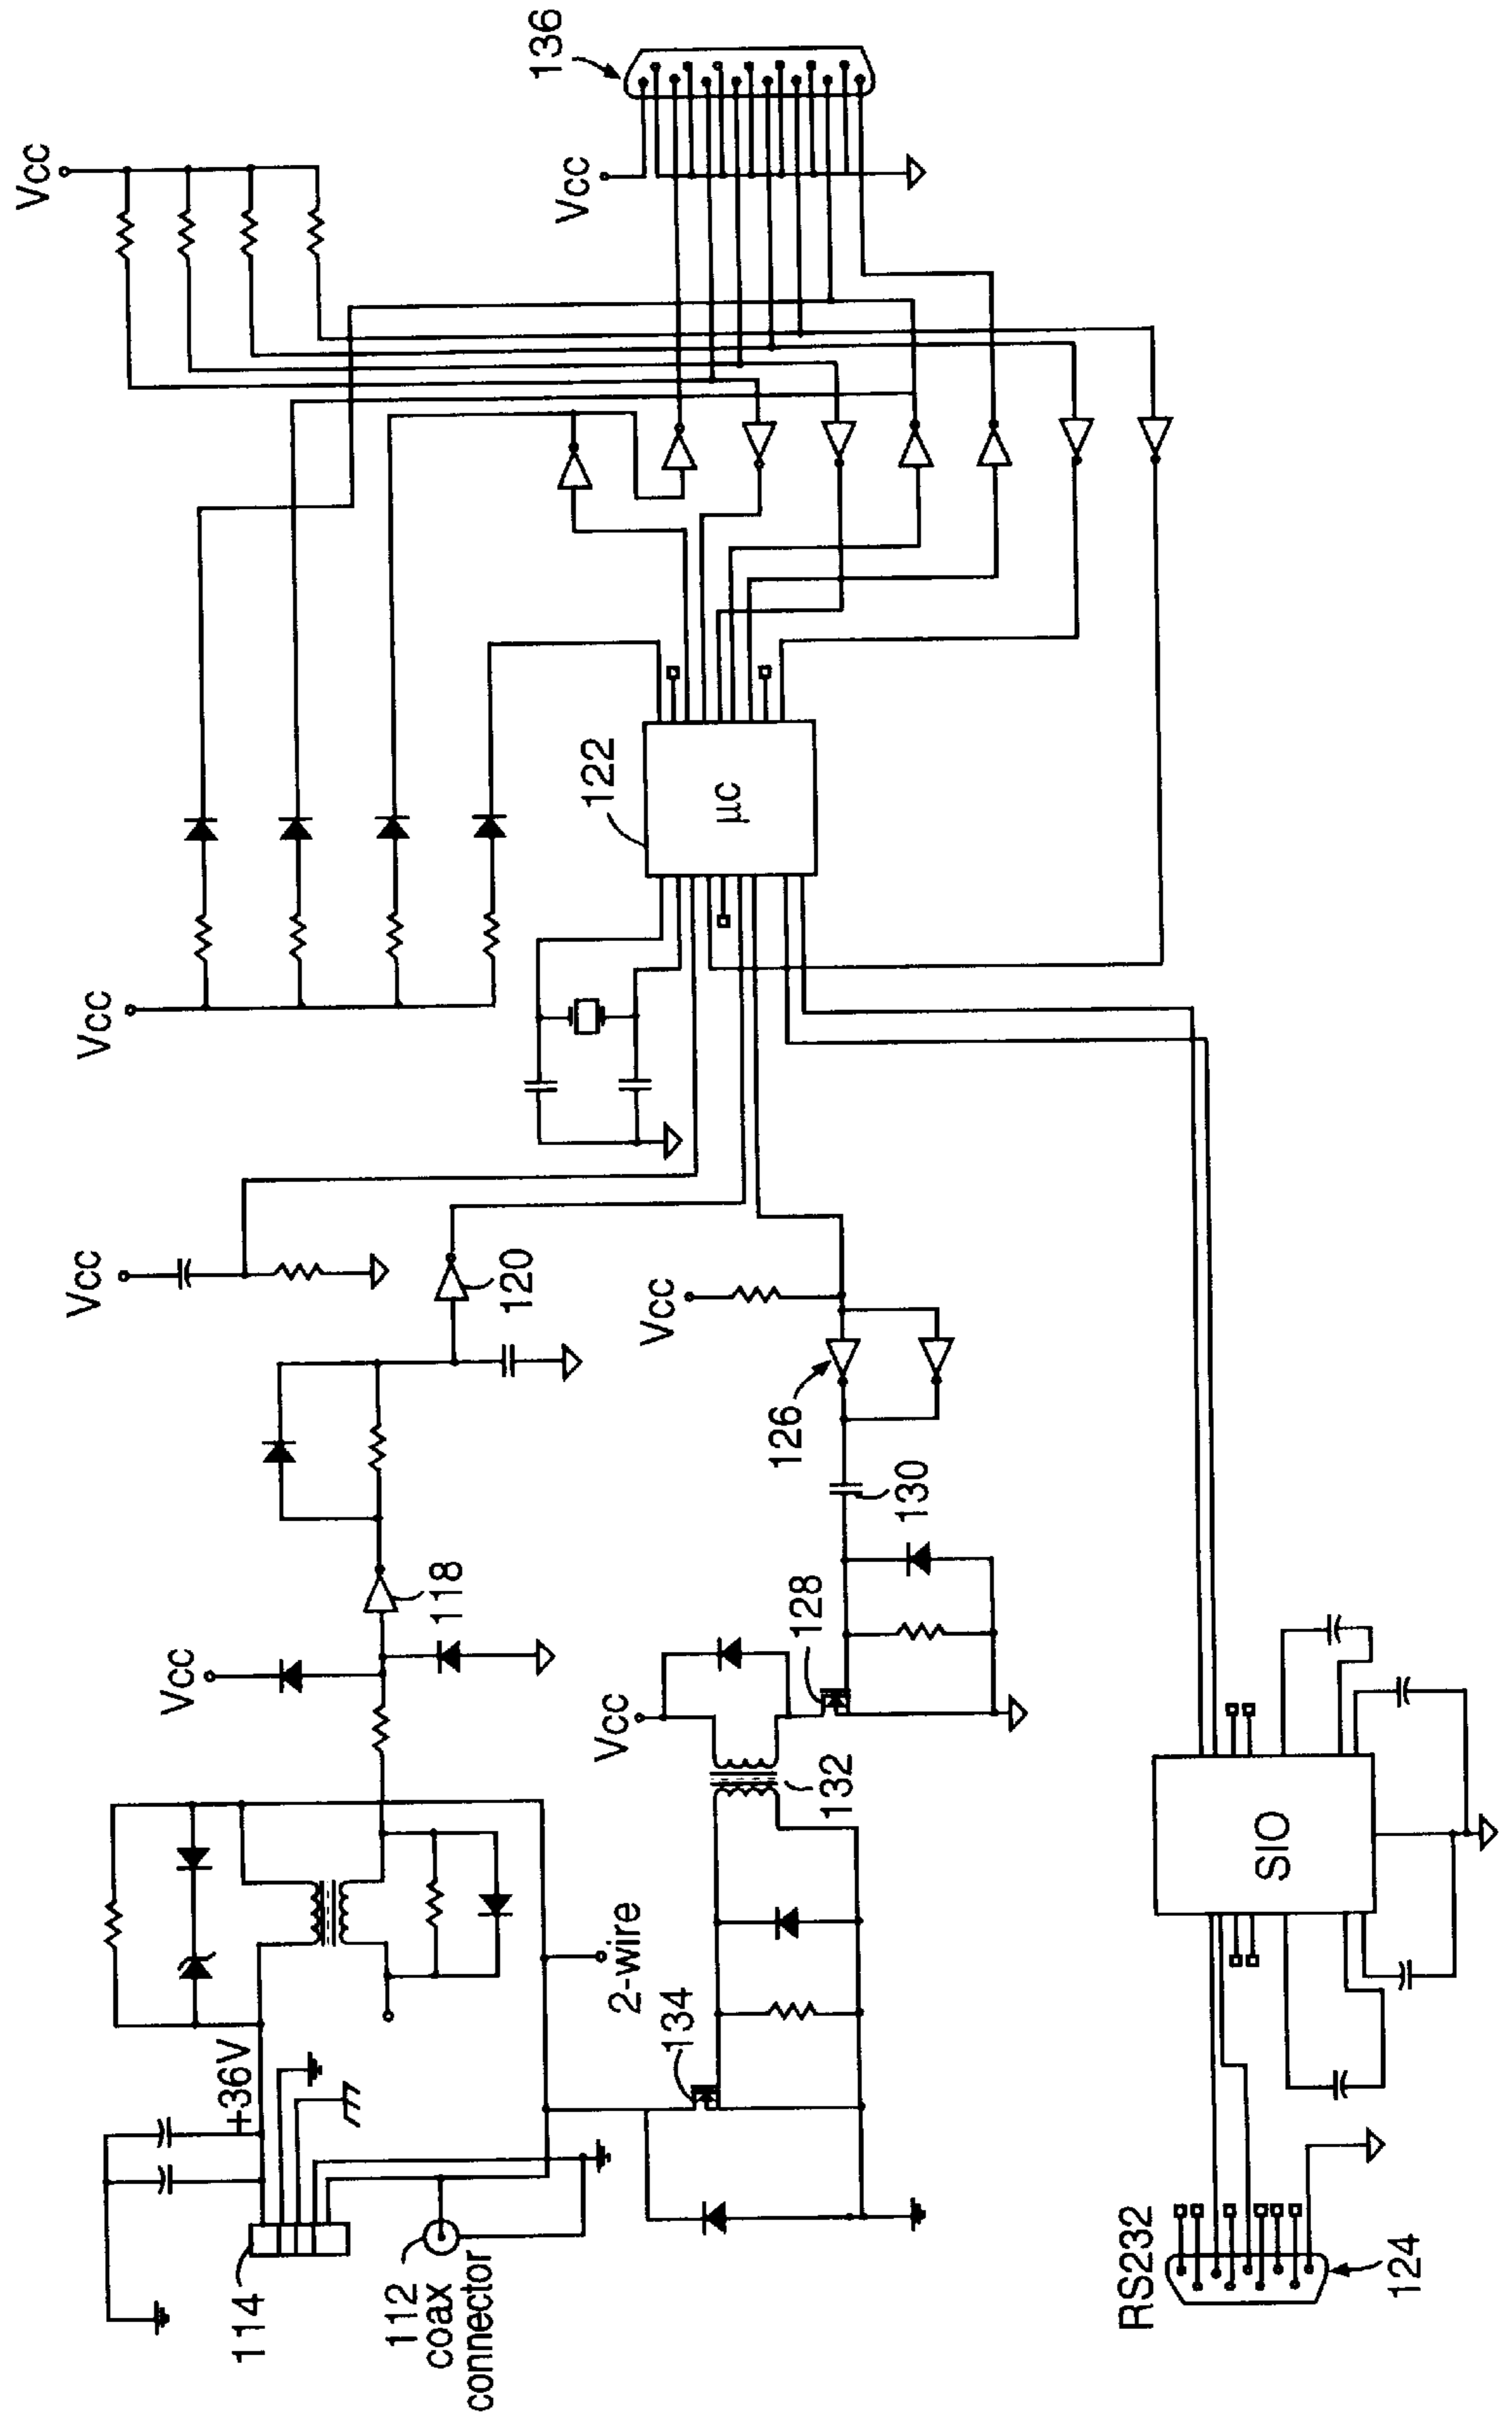 Vcc
136
Vcc
122
µc
Vcc
Vcc
120
Vcc
126
130
118
Vcc
128
Vcc
132
SIO
2-wire
134
+36V
114
112
coax
connector
RS232
124